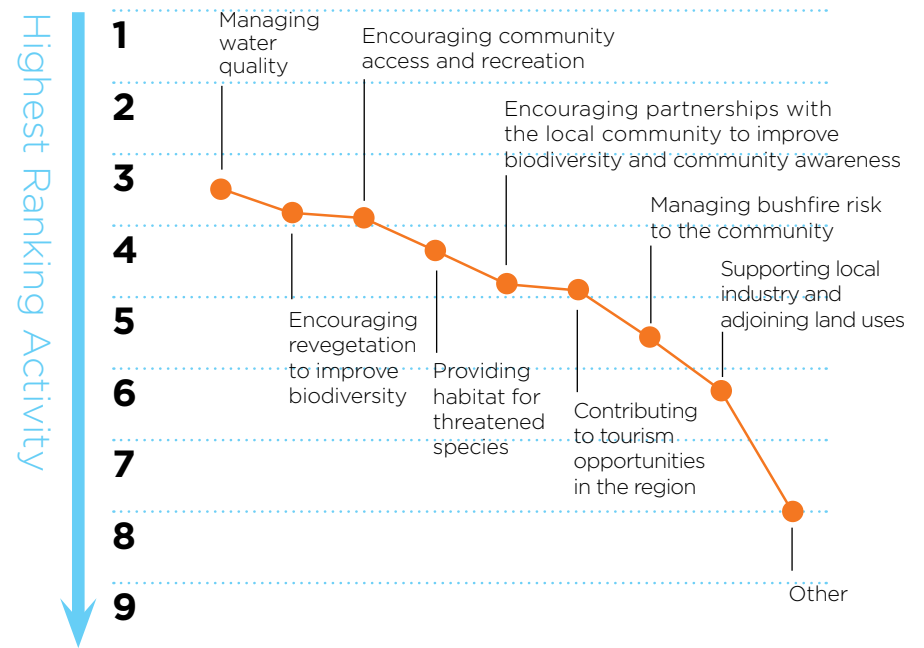 Highest Ranking Activity
1
2
3
4
5
6
7
8
9
Managing
water
quality
Encouraging
revegetation
to improve
biodiversity
Encouraging community
access and recreation
Providing
habitat for
threatened
species
Encouraging partnerships with
the local community to improve
biodiversity and community awareness
Contributing
to tourism
opportunities
in the region
Managing bushfire risk
to the community
Supporting local
industry and
adjoining land uses
Other